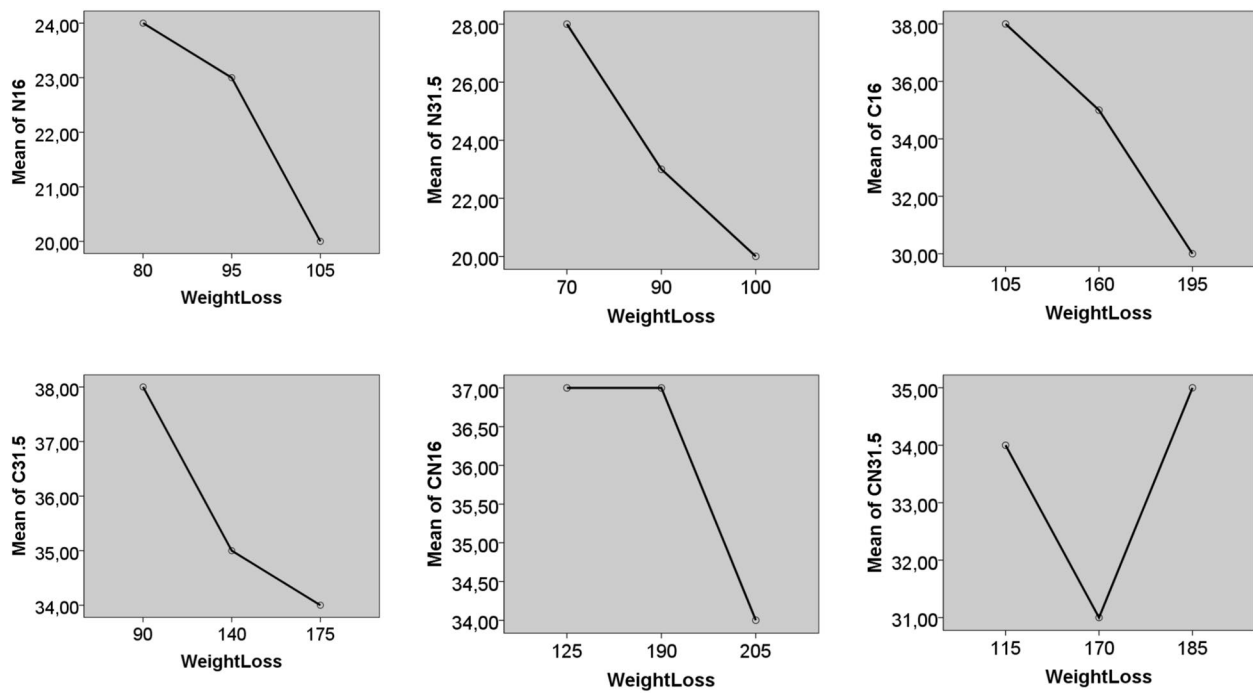 Mean of N16
24,00
23,00
22,00
21,00
20,00
80 95 105
WeightLoss
Mean of N31.5
28,00
26,00
24,00
22,00
20,00
70 90 100
WeightLoss
Mean of C16
38,00
36,00
34,00
32,00
30,00
105 160 195
WeightLoss
Mean of C31.5
38,00
37,00
36,00
35,00
34,00
90 140 175
WeightLoss
Mean of CN16
37,00
36,50
36,00
35,50
35,00
34,50
34,00
125 190 205
WeightLoss
Mean of CN31.5
35,00
34,00
33,00
32,00
31,00
115 170 185
WeightLoss